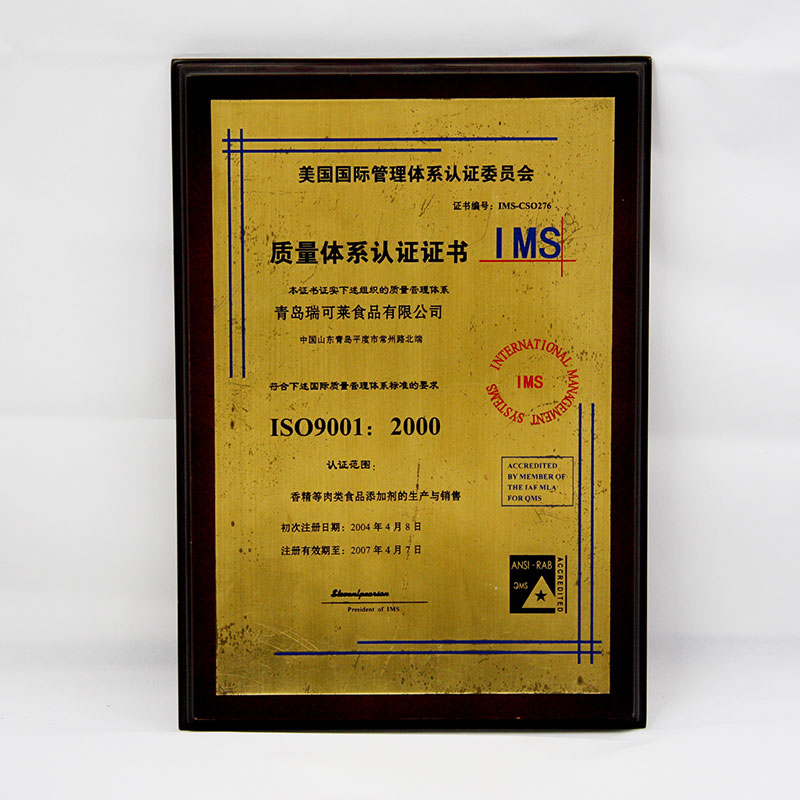 美国国际管理体系认证委员会
证书编号：IMS-CSO276
质量体系认证证书
IMS
本证书证实下述组织的质量管理体系
青岛瑞可莱食品有限公司
中国山东青岛平度市常州路北端
INTERNATIONAL MANAGEMENT SYSTEMS
IMS
符合下述国际质量管理体系标准的要求
ISO9001：2000
认证范围：
香精等肉类食品添加剂的生产与销售
ACCREDITED
BY MEMBER OF
THE IAF MLA
FOR QMS
初次注册日期：2004年4月8日
注册有效期至：2007年4月7日
ANSI·RAB
QMS
ACCREDITED
President of IMS